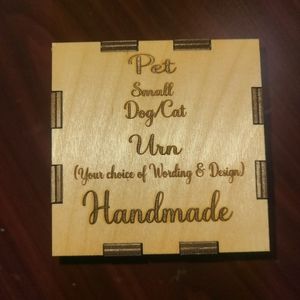 Pet
Small
Dog/Cat
Urn
(Your choice of Wording & Design)
Handmade